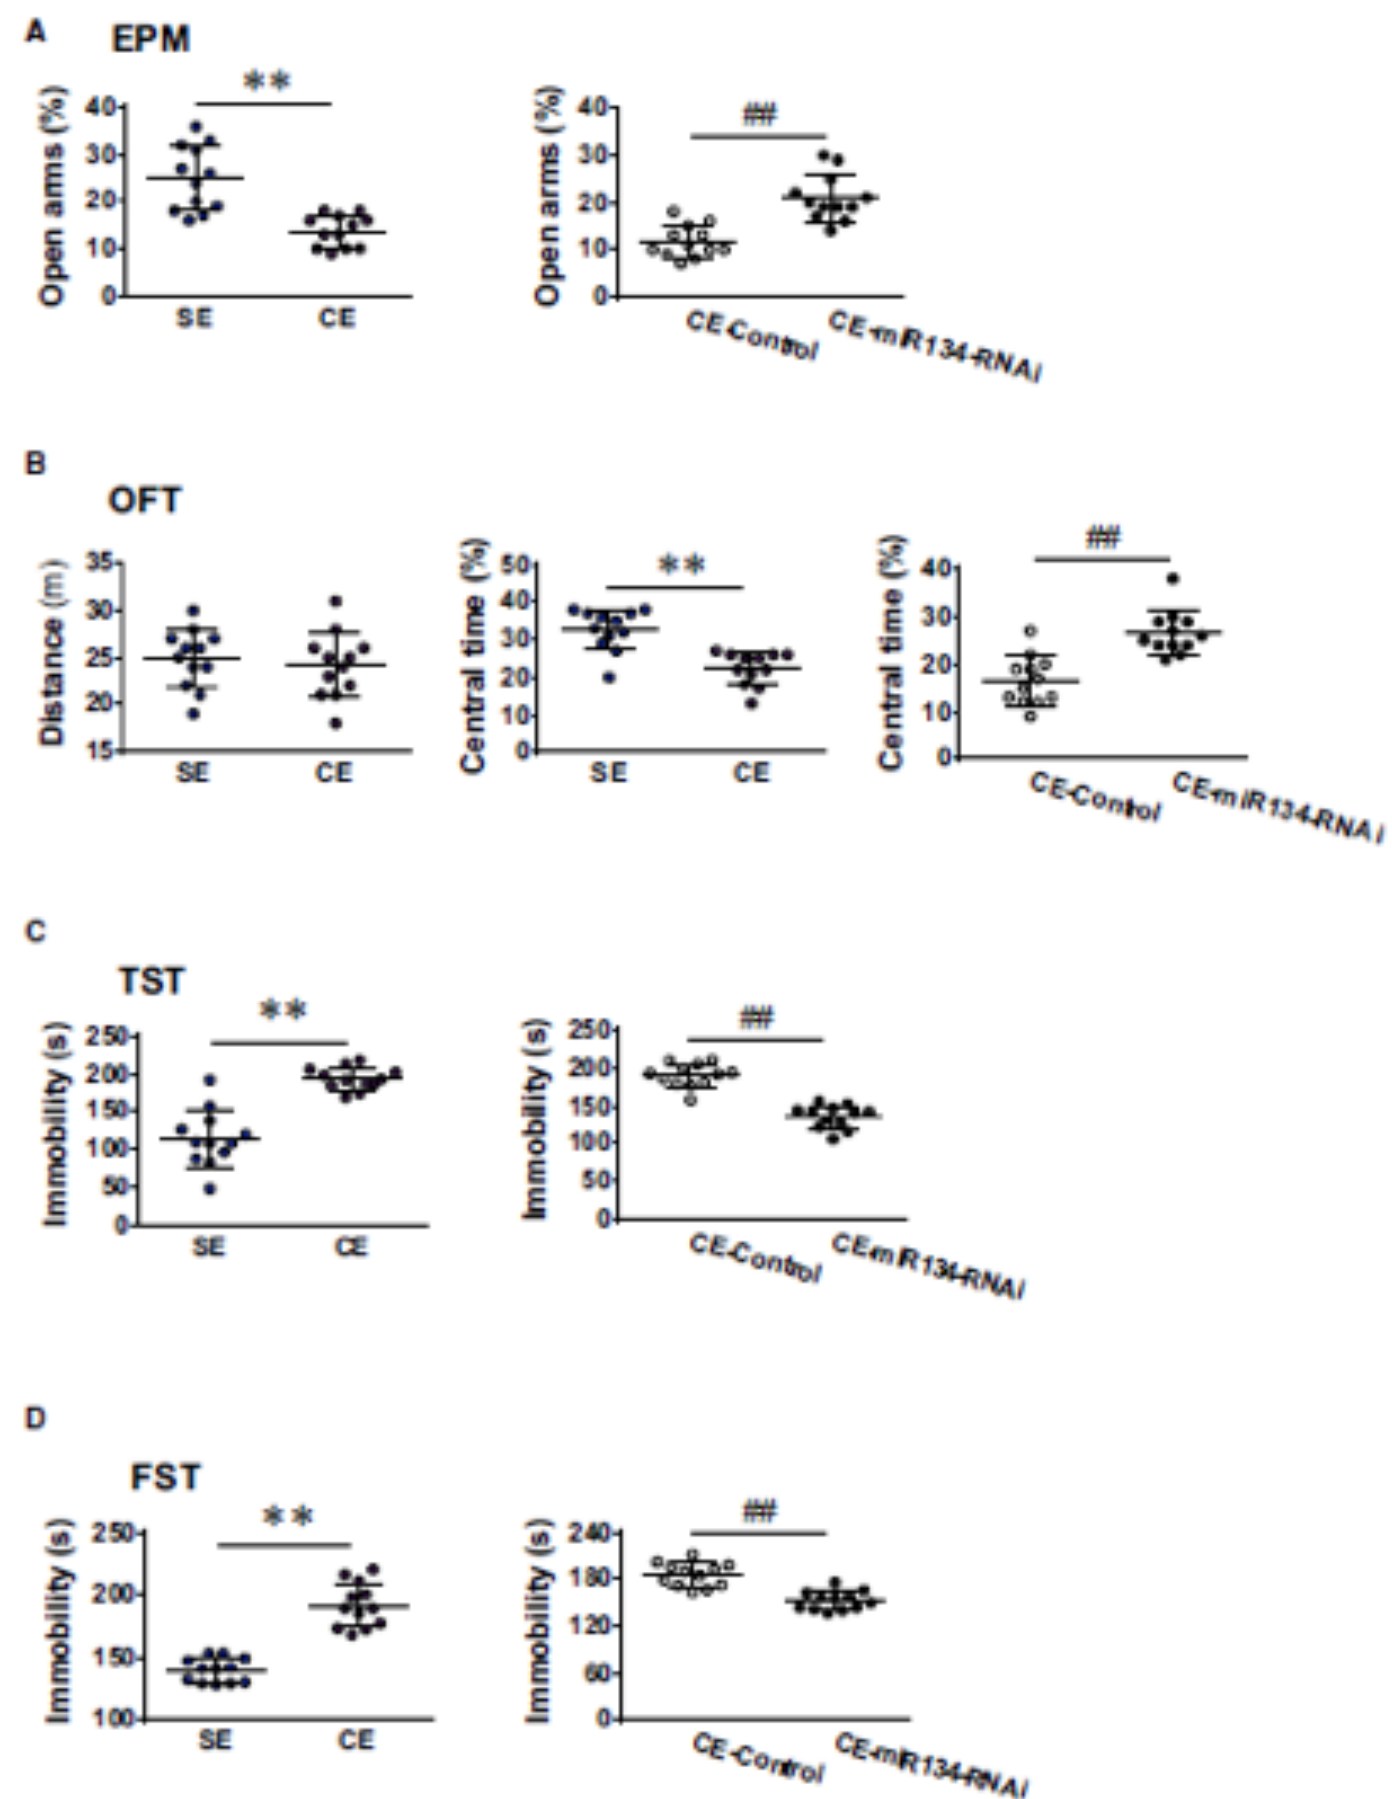 A EPM
**
Open arms (%)
40
30
20
10
0
SE CE
##
Open arms (%)
40
30
20
10
0
CE-Control CE-miR134-RNAi
B
OFT
Distance (m)
35
30
25
20
15
SE CE
**
Central time (%)
50
40
30
20
10
0
SE CE
##
Central time (%)
40
30
20
10
0
CE-Control CE-miR134-RNAi
C
TST
**
Immobility (s)
250
200
150
100
50
0
SE CE
##
Immobility (s)
250
200
150
100
50
0
CE-Control CE-miR134-RNAi
D
FST
**
Immobility (s)
250
200
150
100
SE CE
##
Immobility (s)
240
180
120
60
0
CE-Control CE-miR134-RNAi